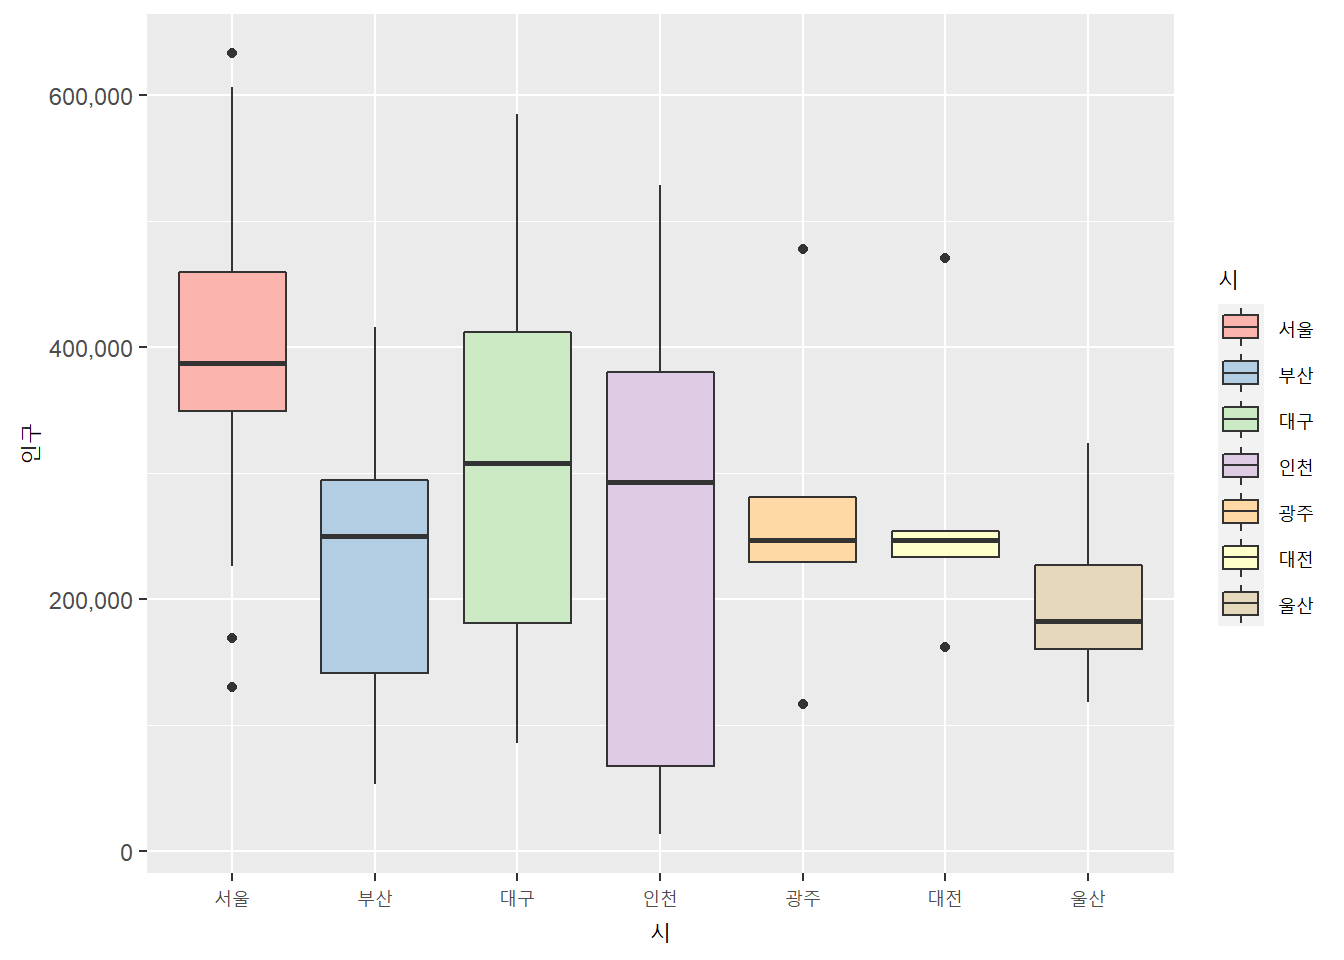 600,000
400,000
200,000
0
인구
서울 부산 대구 인천 광주 대전 울산
시
시
서울
부산
대구
인천
광주
대전
울산